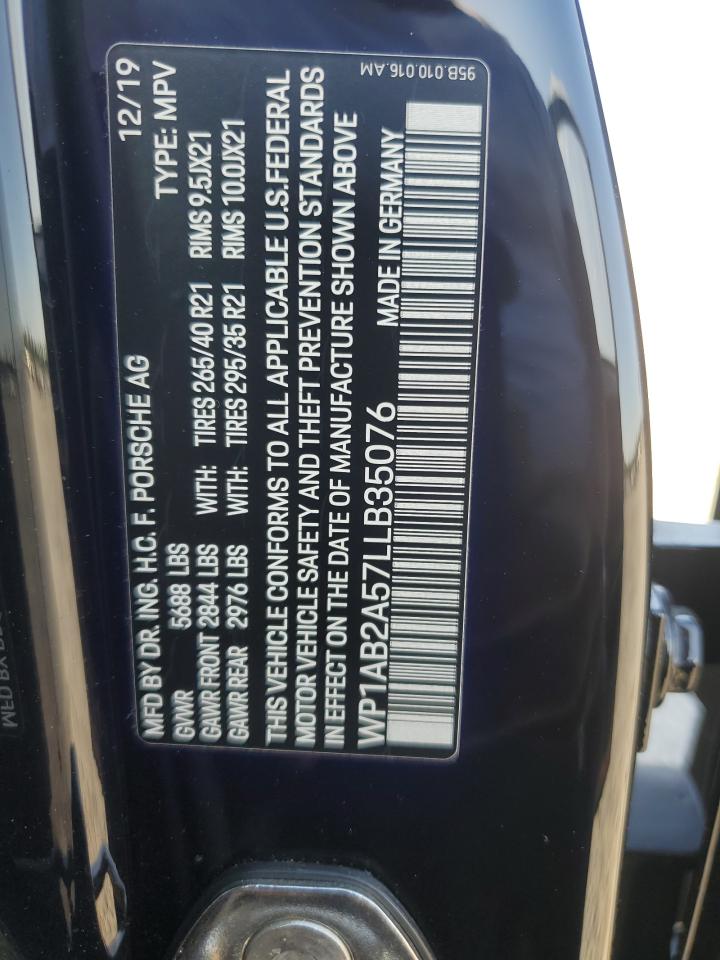 MFD BY DR. ING. H.C. F. PORSCHE AG 12/19
GVWR 5688 LBS TYPE: MPV
GAWR FRONT 2844 LBS WITH: TIRES 265/40 R21 RIMS 9.5JX21
GAWR REAR 2976 LBS WITH: TIRES 295/35 R21 RIMS 10.0JX21
THIS VEHICLE CONFORMS TO ALL APPLICABLE U.S.FEDERAL
MOTOR VEHICLE SAFETY AND THEFT PREVENTION STANDARDS
IN EFFECT ON THE DATE OF MANUFACTURE SHOWN ABOVE
WP1AB2A57LLB35076 MADE IN GERMANY
95B.010.016.AM
MFD